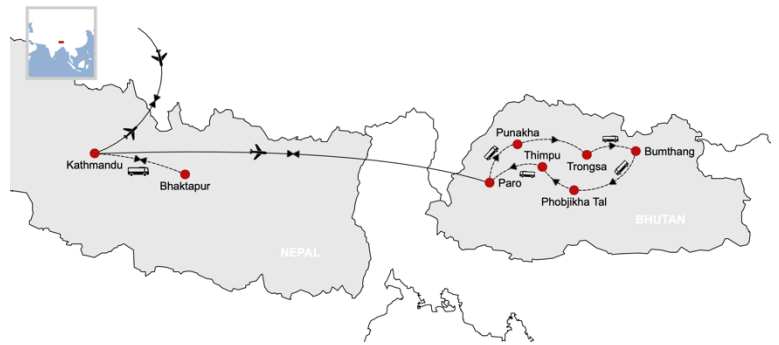 Kathmandu
Bhaktapur
NEPAL
Punakha
Thimpu
Trongsa
Bumthang
Paro
Phobjikha Tal
BHUTAN